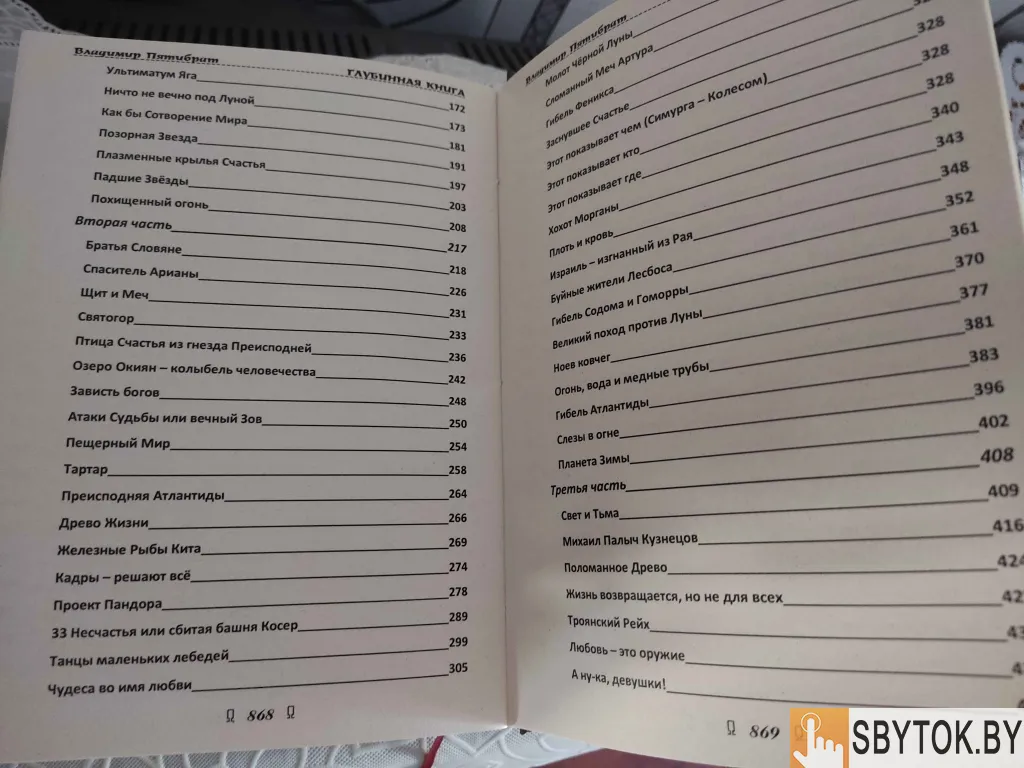 Владимир Пятибрат ГЛУБИННАЯ КНИГА
Ультиматум Яга 172
Ничто не вечно под Луной 173
Как бы Сотворение Мира 181
Позорная Звезда 191
Плазменные крылья Счастья 197
Падшие Звёзды 203
Похищенный огонь 208
Вторая часть 217
Братья Словяне 218
Спаситель Арианы 226
Щит и Меч 231
Святогор 233
Птица Счастья из гнезда Преисподней 236
Озеро Окиян – колыбель человечества 242
Зависть богов 248
Атаки Судьбы или вечный Зов 250
Пещерный Мир 254
Тартар 258
Преисподняя Атлантиды 264
Древо Жизни 266
Железные Рыбы Кита 269
Кадры – решают всё 274
Проект Пандора 278
33 Несчастья или сбитая башня Косер 289
Танцы маленьких лебедей 299
Чудеса во имя любви 305
868
Владимир Пятибрат
Молот Чёрной Луны
Сломанный Меч Артура
Гибель Феникса
Заснувшее Счастье
Этот показывает чем (Симурга – Колесом) 328
Этот показывает кто 328
Этот показывает где 328
Хохот Морганы 340
Плоть и кровь 343
Израиль – изгнанный из Рая 348
Буйные жители Лесбоса 352
Гибель Содома и Гоморры 361
Великий поход против Луны 370
Ноев ковчег 377
Огонь, вода и медные трубы 381
Гибель Атлантиды 383
Слезы в огне 396
Планета Зимы 402
Третья часть 408
Свет и Тьма 409
Михаил Палыч Кузнецов 416
Поломанное Древо 424
Жизнь возвращается, но не для всех
Троянский Рейх
Любовь – это оружие
А ну-ка, девушки!
869
SBYTOK.BY